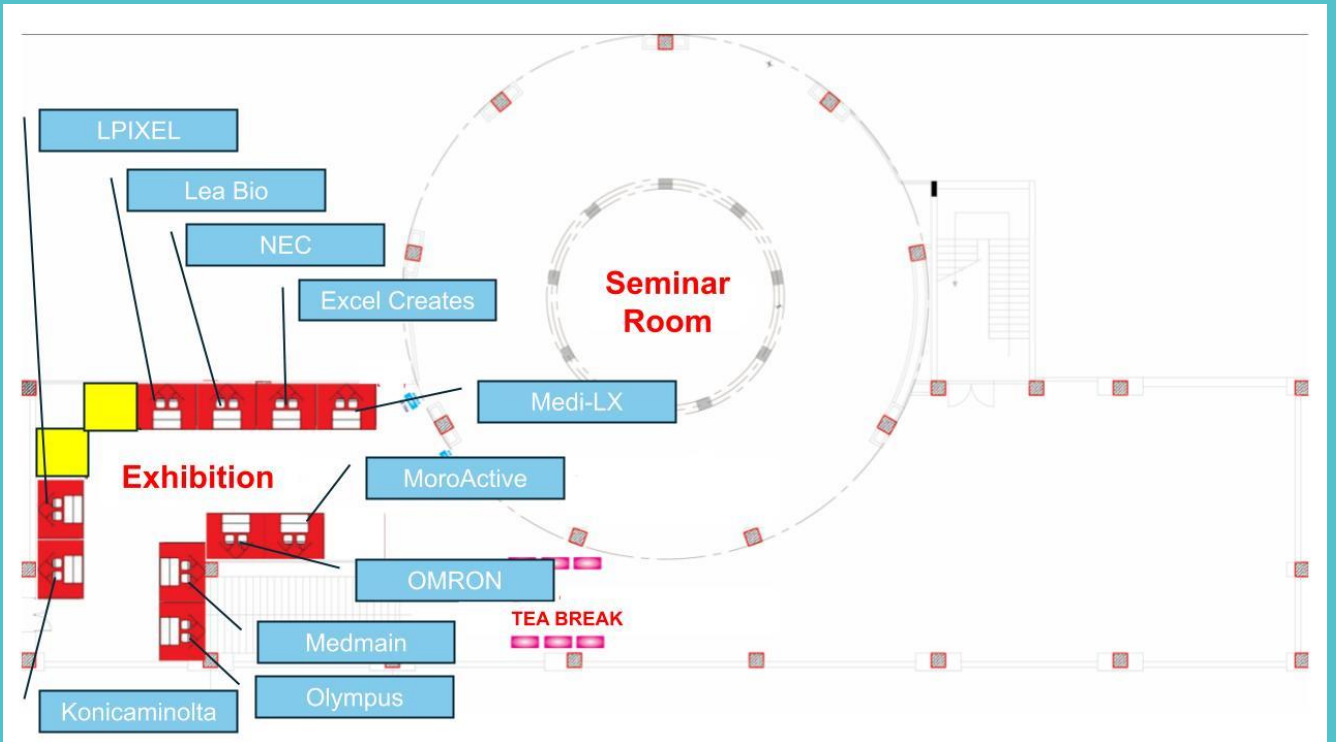 LPIXEL
Lea Bio
NEC
Excel Creates
Seminar
Room
Medi-LX
Exhibition
MoroActive
OMRON
TEA BREAK
Medmain
Olympus
Konicaminolta